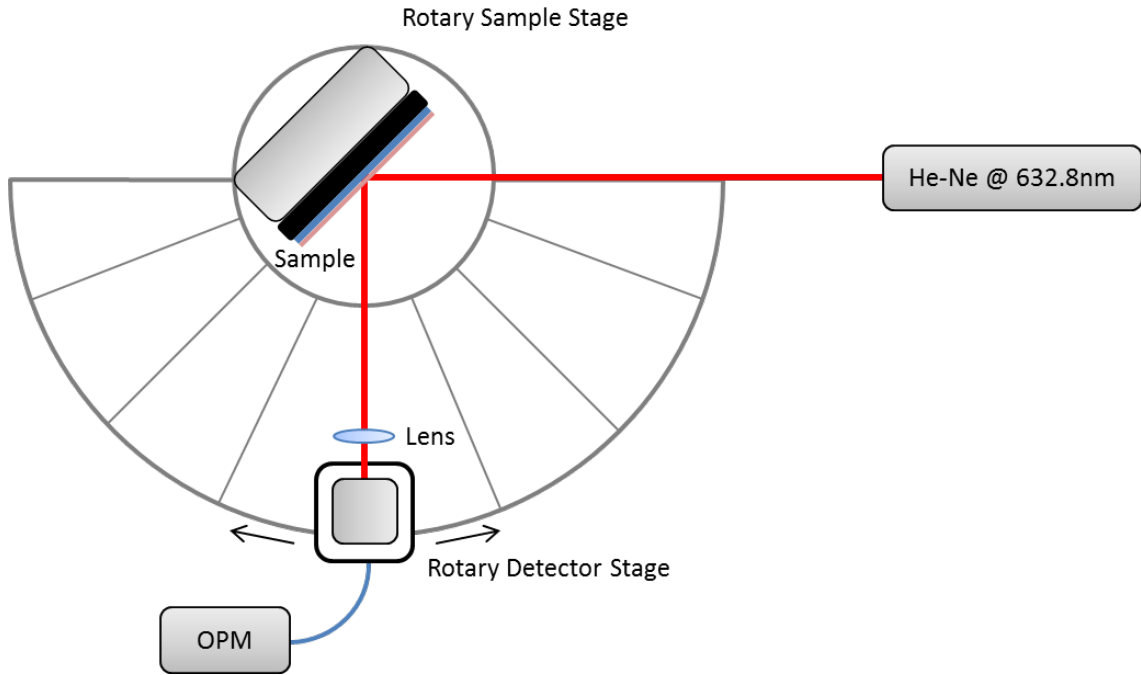 Rotary Sample Stage
He-Ne @ 632.8nm
Sample
Lens
Rotary Detector Stage
OPM